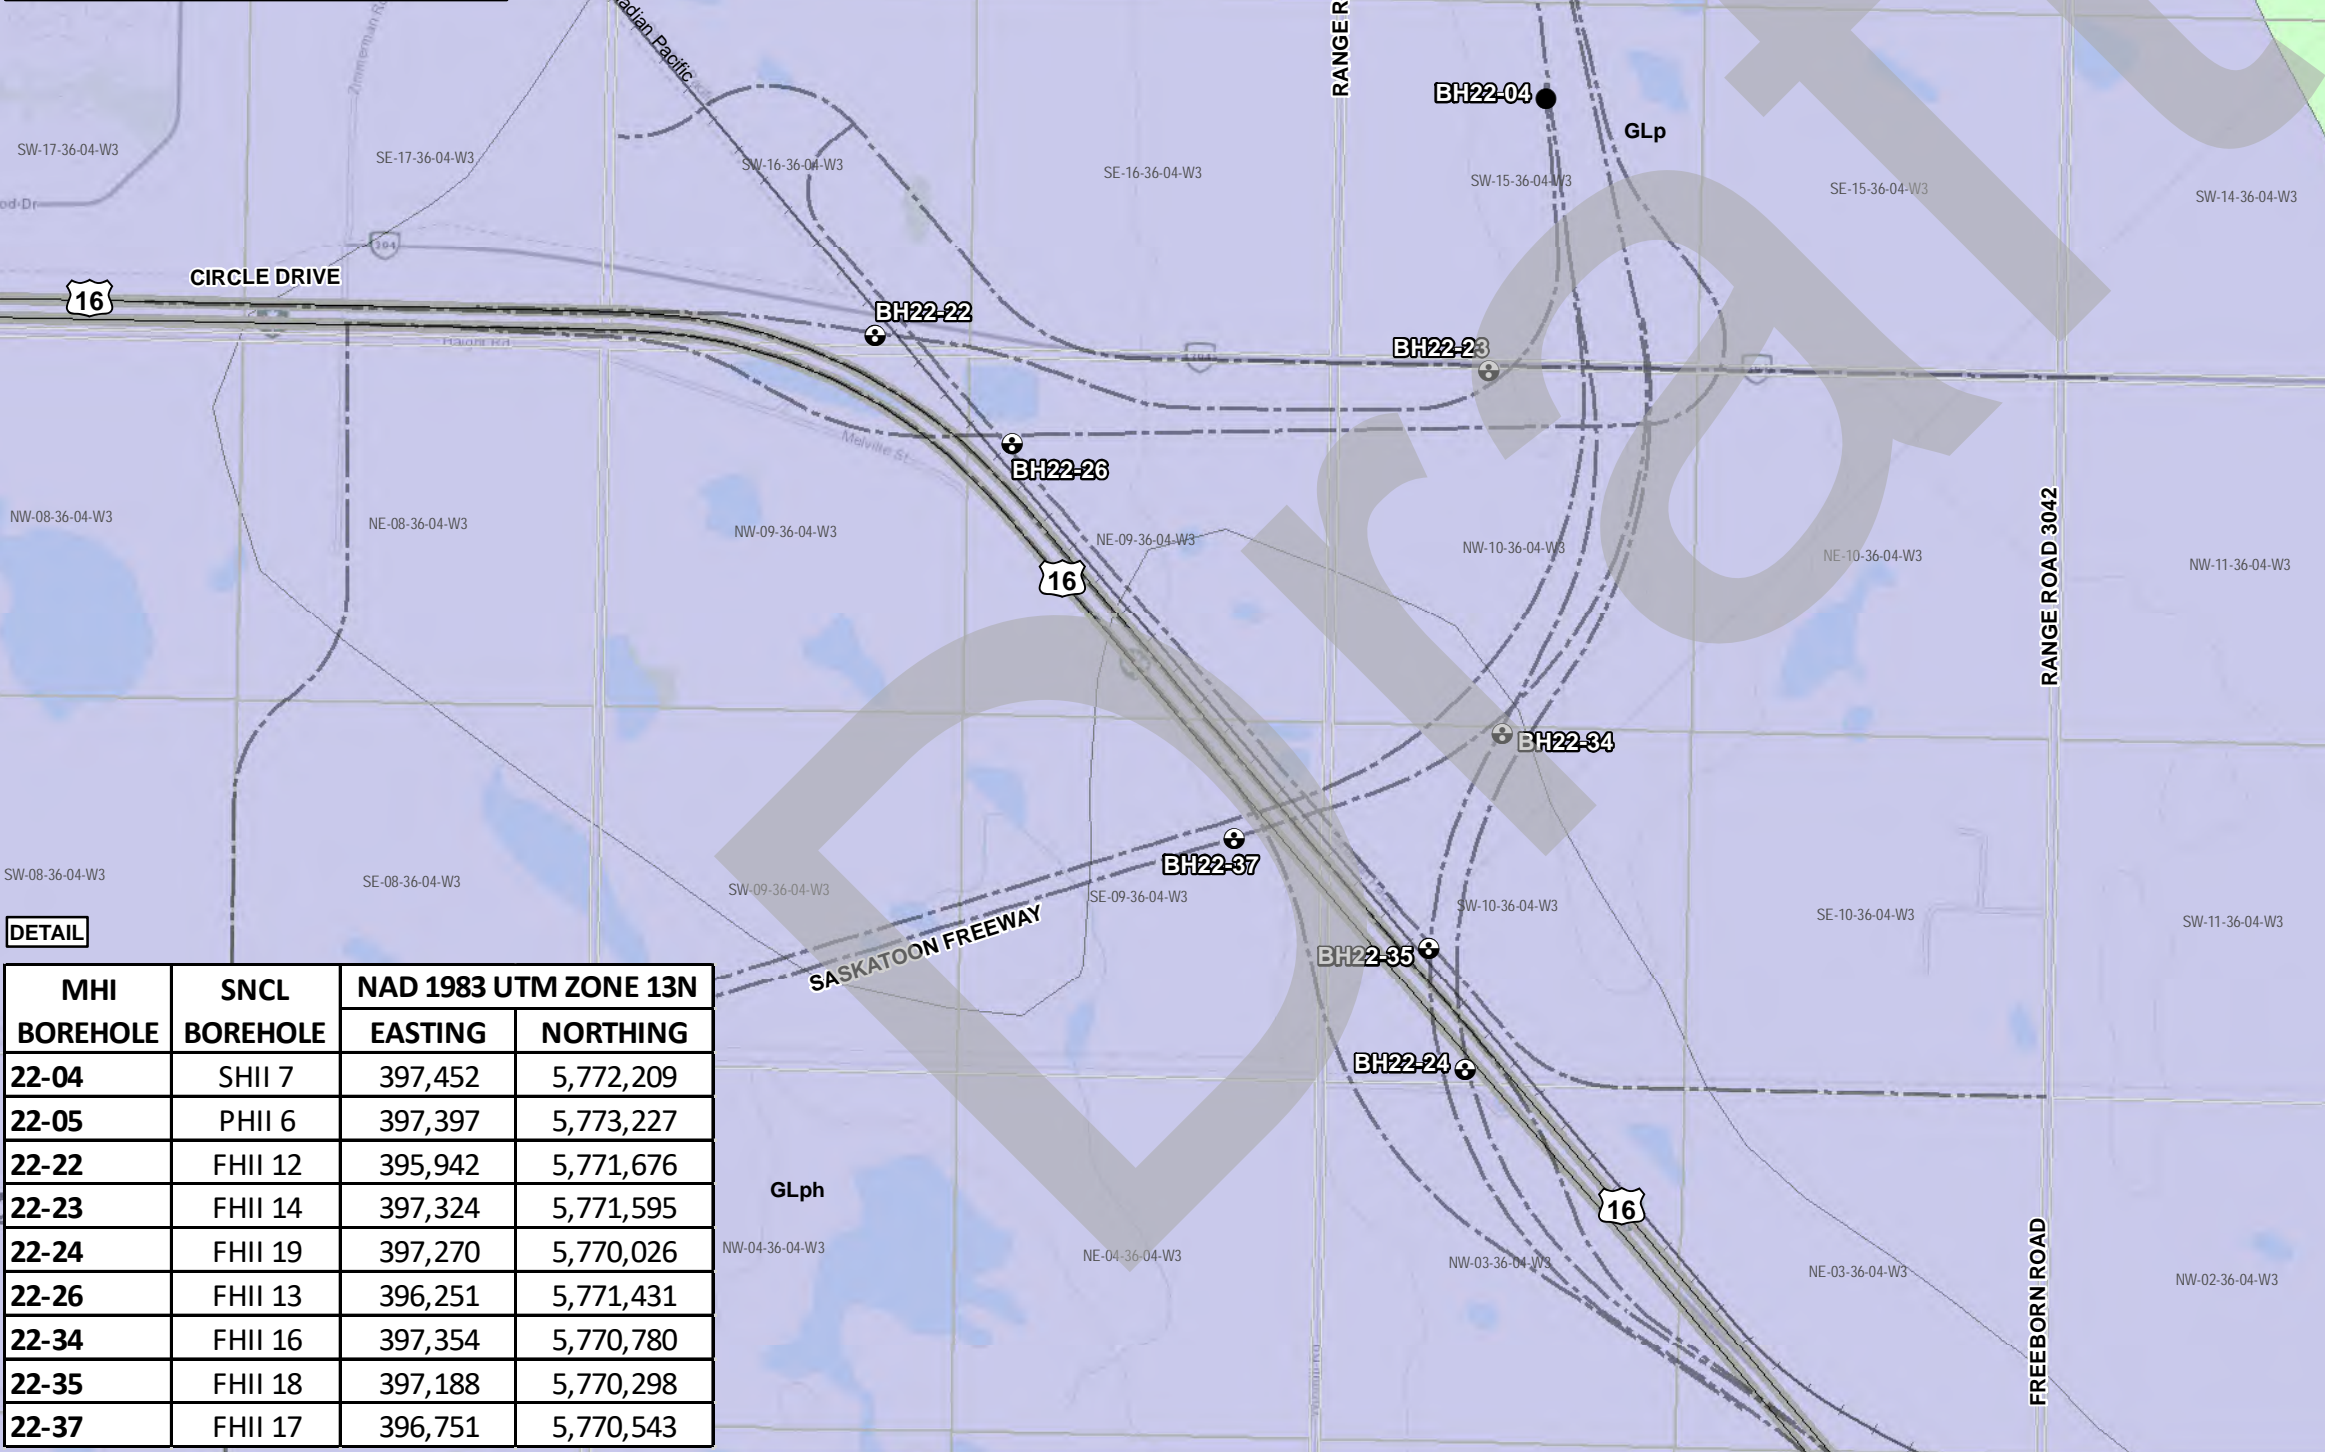 Canadian Pacific
Zimmerman Rd
RANGE R
BH22-04
GLp
SW-17-36-04-W3
SE-17-36-04-W3
SW-16-36-04-W3
SE-16-36-04-W3
SW-15-36-04-W3
SE-15-36-04-W3
SW-14-36-04-W3
od Dr
394
CIRCLE DRIVE
16
BH22-22
BH22-23
Haight Rd
Melville St
BH22-26
NW-08-36-04-W3
NE-08-36-04-W3
NW-09-36-04-W3
NE-09-36-04-W3
NW-10-36-04-W3
NE-10-36-04-W3
NW-11-36-04-W3
RANGE ROAD 3042
16
BH22-34
BH22-37
SW-08-36-04-W3
SE-08-36-04-W3
SW-09-36-04-W3
SE-09-36-04-W3
SW-10-36-04-W3
SE-10-36-04-W3
SW-11-36-04-W3
SASKATOON FREEWAY
BH22-35
BH22-24
GLph
16
NW-04-36-04-W3
NE-04-36-04-W3
NW-03-36-04-W3
NE-03-36-04-W3
NW-02-36-04-W3
FREEBORN ROAD
Draft
DETAIL
MHI BOREHOLE SNCL BOREHOLE NAD 1983 UTM ZONE 13N
EASTING NORTHING
22-04 SHII 7 397,452 5,772,209
22-05 PHII 6 397,397 5,773,227
22-22 FHII 12 395,942 5,771,676
22-23 FHII 14 397,324 5,771,595
22-24 FHII 19 397,270 5,770,026
22-26 FHII 13 396,251 5,771,431
22-34 FHII 16 397,354 5,770,780
22-35 FHII 18 397,188 5,770,298
22-37 FHII 17 396,751 5,770,543